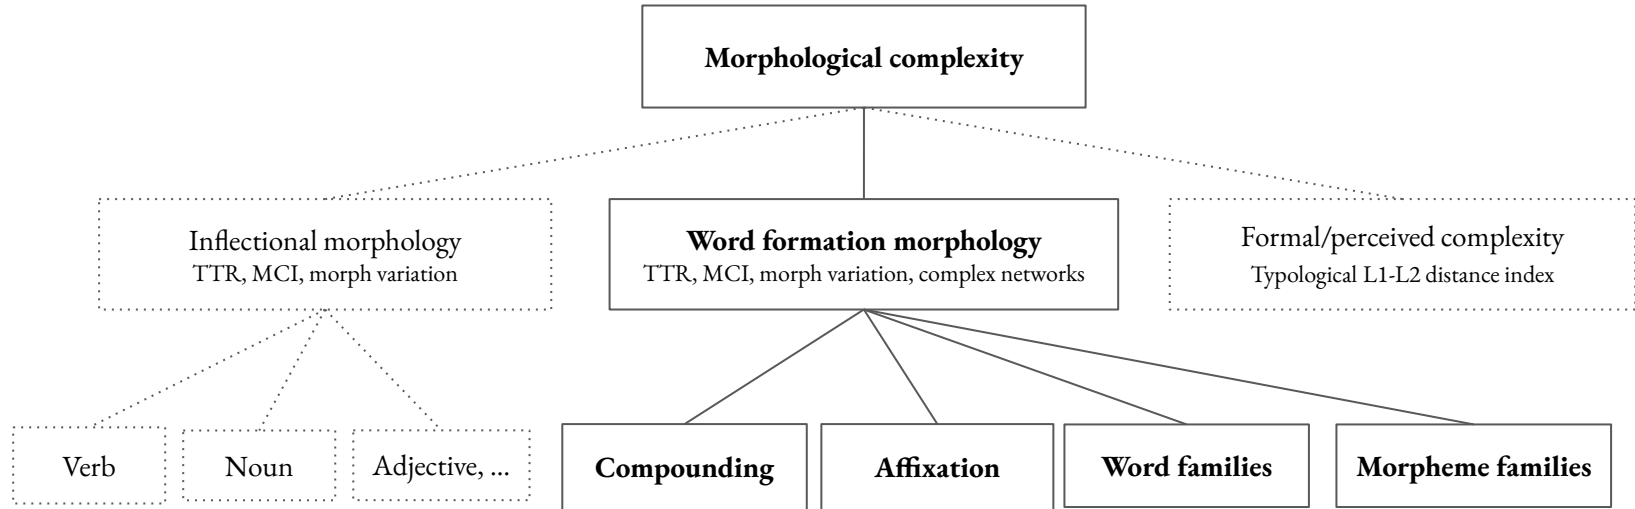 Morphological complexity
Inflectional morphology
TTR, MCI, morph variation
Word formation morphology
TTR, MCI, morph variation, complex networks
Formal/perceived complexity
Typological L1-L2 distance index
Verb
Noun
Adjective, ...
Compounding
Affixation
Word families
Morpheme families